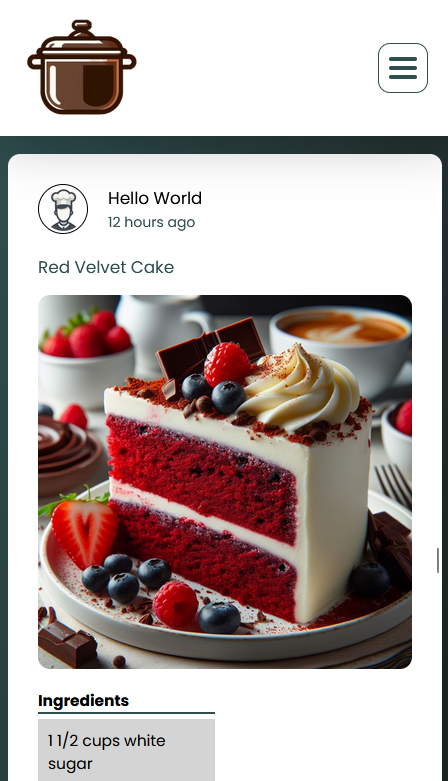 Hello World
12 hours ago
Red Velvet Cake
Ingredients
1 1/2 cups white
sugar